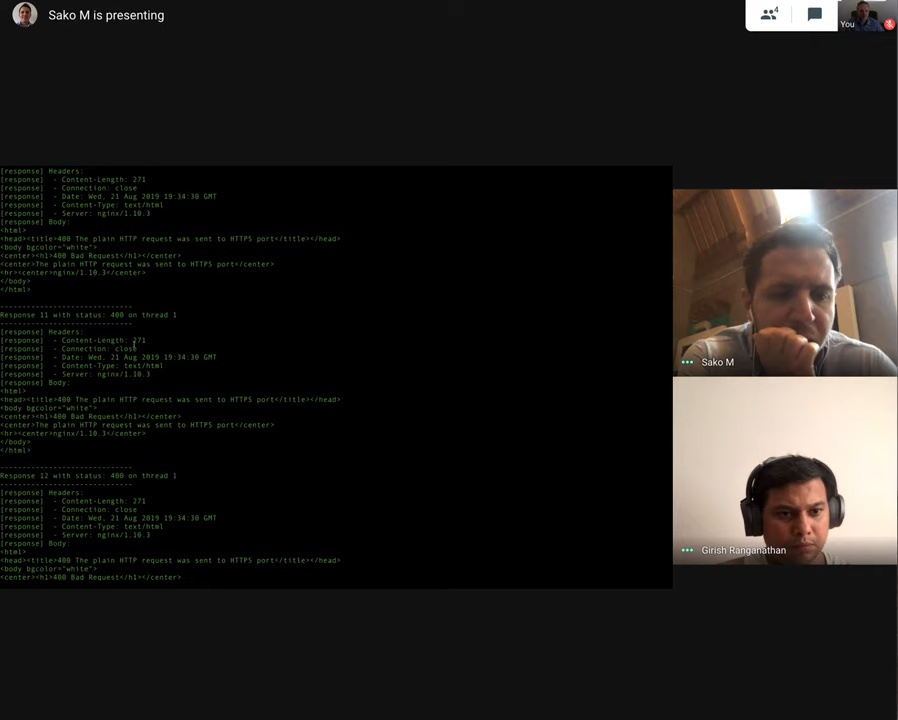 Sako M is presenting
4
You
[response] Headers:
[response]  - Content-Length: 271
[response]  - Connection: close
[response]  - Date: Wed, 21 Aug 2019 19:34:30 GMT
[response]  - Content-Type: text/html
[response]  - Server: nginx/1.10.3
[response] Body:
<html>
<head><title>400 The plain HTTP request was sent to HTTPS port</title></head>
<body bgcolor="white">
<center><h1>400 Bad Request</h1></center>
<center>The plain HTTP request was sent to HTTPS port</center>
<hr><center>nginx/1.10.3</center>
</body>
</html>
------------------------------
Response 11 with status: 400 on thread 1
------------------------------
[response] Headers:
[response]  - Content-Length: 271
[response]  - Connection: close
[response]  - Date: Wed, 21 Aug 2019 19:34:30 GMT
[response]  - Content-Type: text/html
[response]  - Server: nginx/1.10.3
[response] Body:
<html>
<head><title>400 The plain HTTP request was sent to HTTPS port</title></head>
<body bgcolor="white">
<center><h1>400 Bad Request</h1></center>
<center>The plain HTTP request was sent to HTTPS port</center>
<hr><center>nginx/1.10.3</center>
</body>
</html>
------------------------------
Response 12 with status: 400 on thread 1
------------------------------
[response] Headers:
[response]  - Content-Length: 271
[response]  - Connection: close
[response]  - Date: Wed, 21 Aug 2019 19:34:30 GMT
[response]  - Content-Type: text/html
[response]  - Server: nginx/1.10.3
[response] Body:
<html>
<head><title>400 The plain HTTP request was sent to HTTPS port</title></head>
<body bgcolor="white">
<center><h1>400 Bad Request</h1></center>
Sako M
Girish Ranganathan